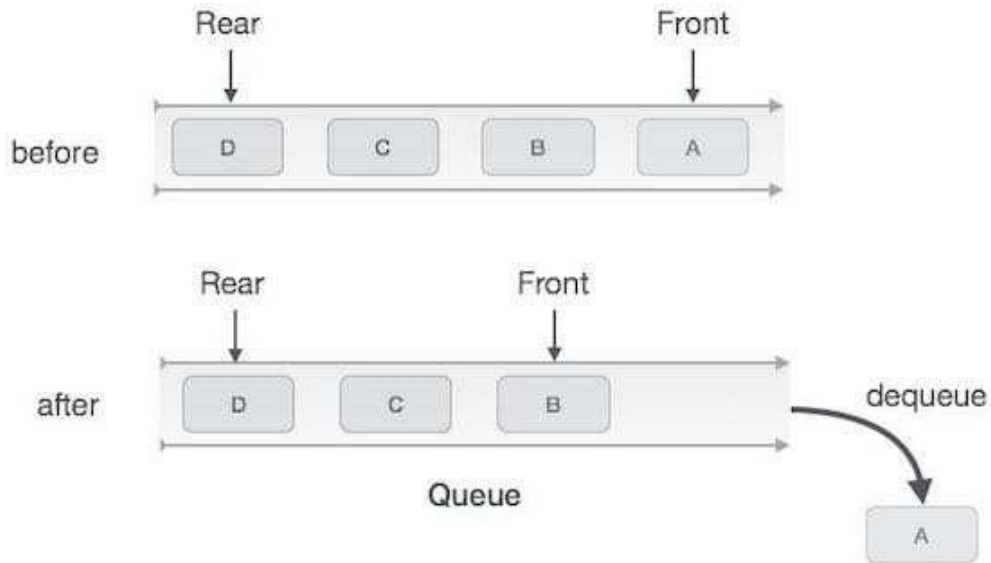 Rear Front
before D C B A
Rear Front
after D C B dequeue
Queue
A